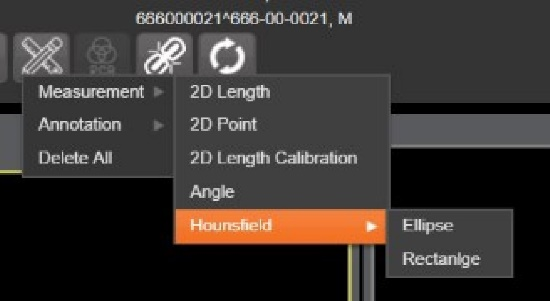 666000021^666-00-0021, M
Measurement
2D Length
Annotation
2D Point
Delete All
2D Length Calibration
Angle
Hounsfield
Ellipse
Rectanlge